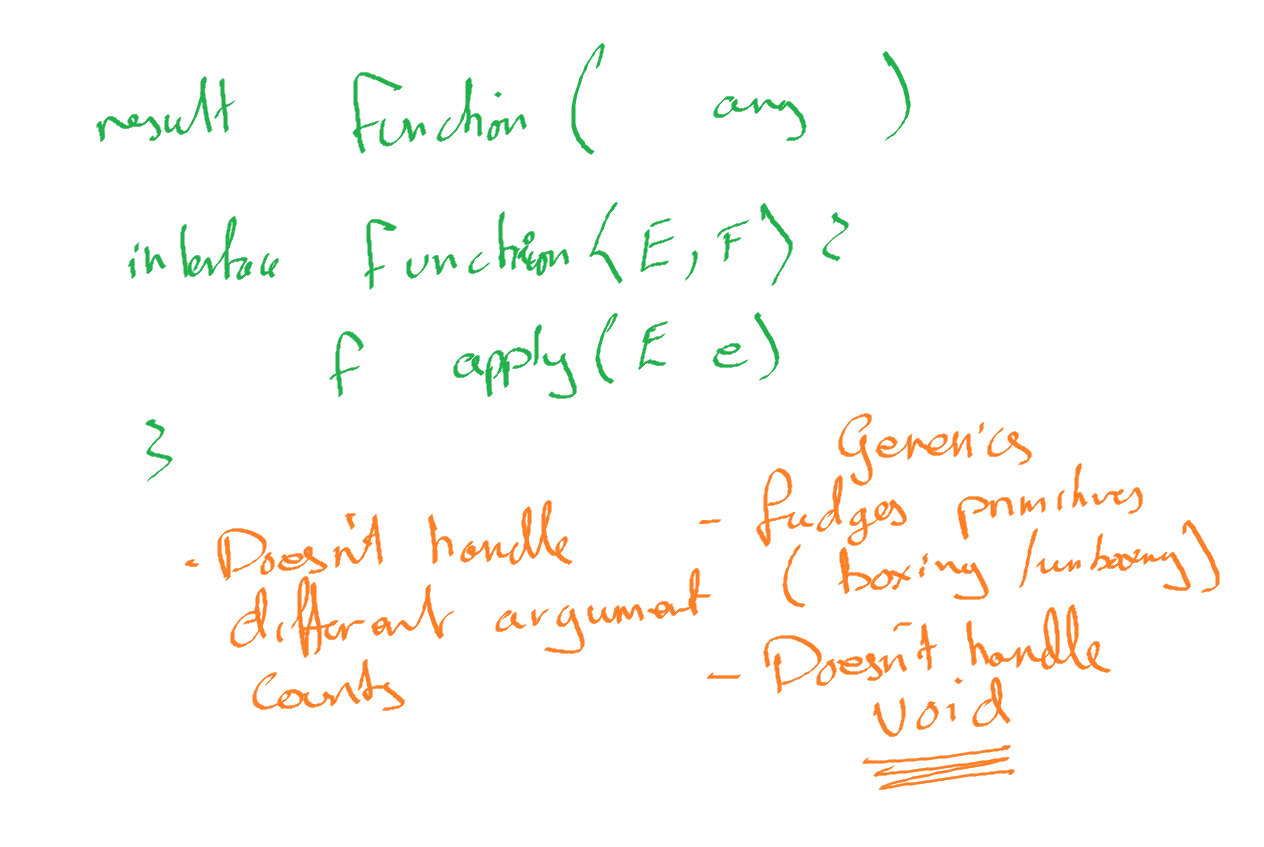 result function( arg )
interface function<E, F> {
f apply(E e)
}
- Doesn't handle
different argument
counts
Generics
- fudges primitives
(boxing/unboxing)
- Doesn't handle
void